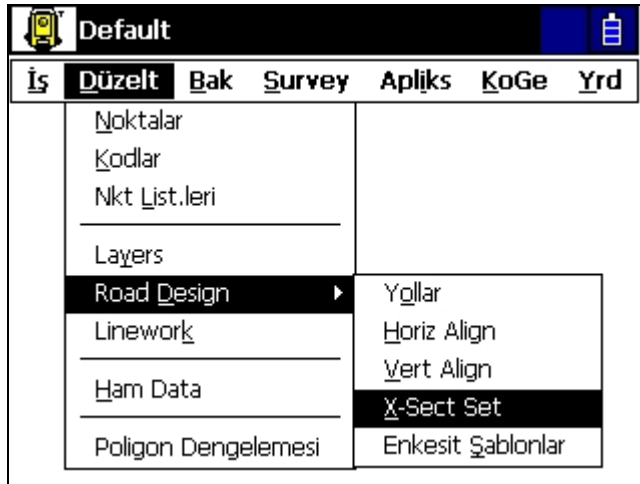 Default
İş Düzelt Bak Survey Apliks KoGe Yrd
Noktalar
Kodlar
Nkt List.leri
Layers
Road Design
Linework
Ham Data
Poligon Dengelemesi
Yollar
Horiz Align
Vert Align
X-Sect Set
Enkesit Şablonlar